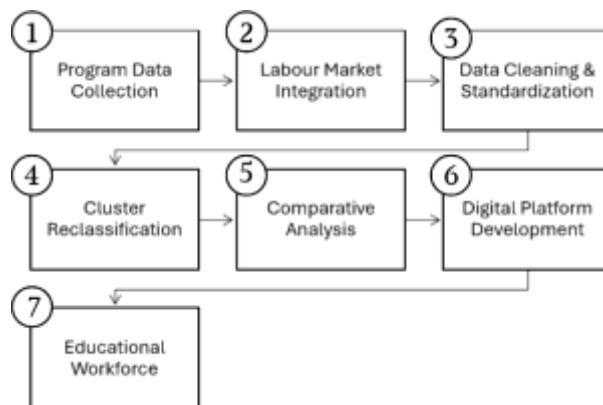 1
Program Data
Collection
2
Labour Market
Integration
3
Data Cleaning &
Standardization
4
Cluster
Reclassification
5
Comparative
Analysis
6
Digital Platform
Development
7
Educational
Workforce